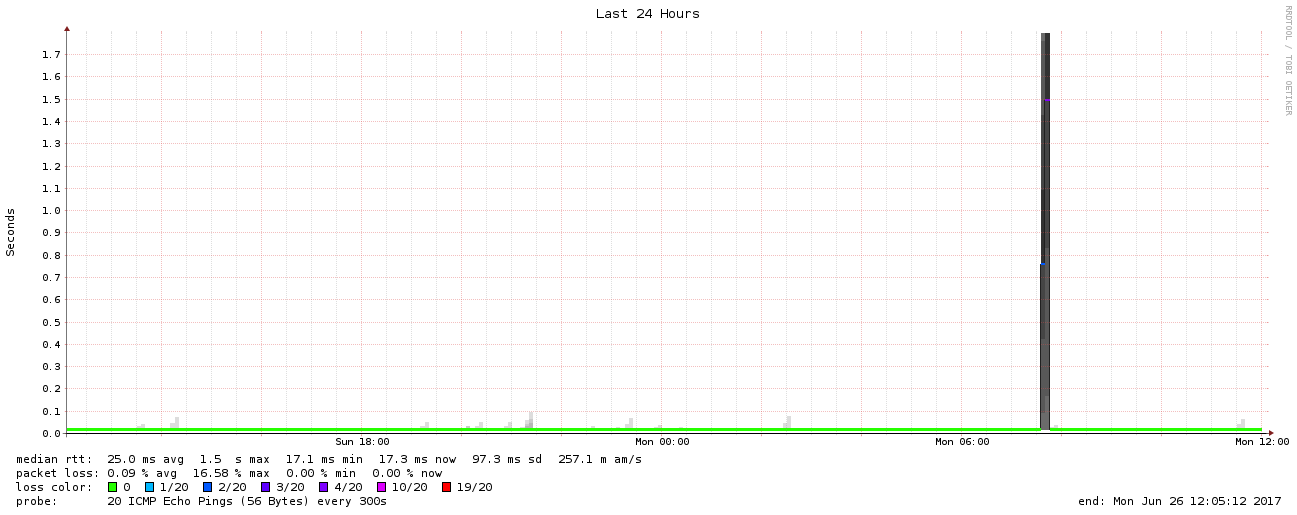 Last 24 Hours
RRDTOOL / TOBI OETIKER
Seconds
1.7
1.6
1.5
1.4
1.3
1.2
1.1
1.0
0.9
0.8
0.7
0.6
0.5
0.4
0.3
0.2
0.1
0.0
Sun 18:00 Mon 00:00 Mon 06:00 Mon 12:00
median rtt: 25.0 ms avg 1.5 s max 17.1 ms min 17.3 ms now 97.3 ms sd 257.1 m am/s
packet loss: 0.09 % avg 16.58 % max 0.00 % min 0.00 % now
loss color: 0 1/20 2/20 3/20 4/20 10/20 19/20
probe: 20 ICMP Echo Pings (56 Bytes) every 300s end: Mon Jun 26 12:05:12 2017